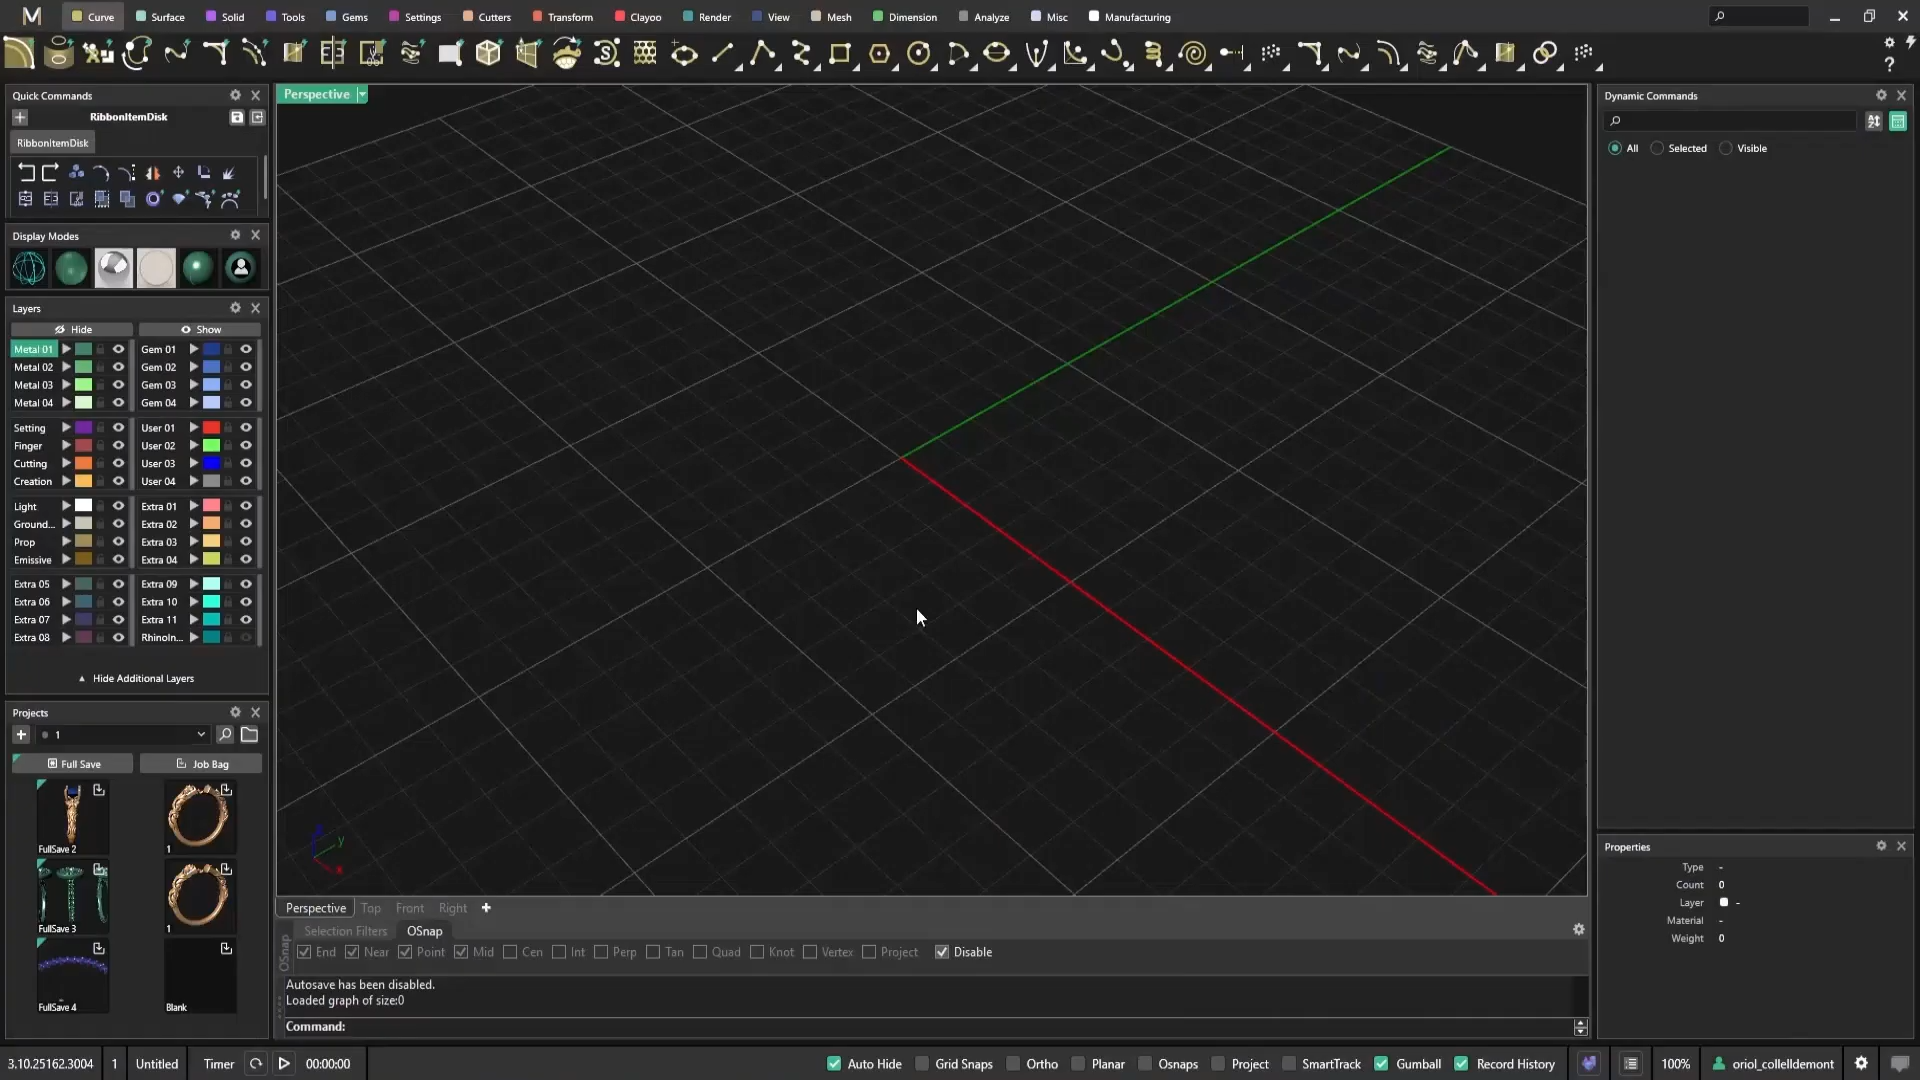 Curve Surface Solid Tools Gems Settings Cutters Transform Clayoo Render View Mesh Dimension Analyze Misc Manufacturing
Quick Commands
RibbonItemDisk
RibbonItemDisk
Display Modes
Layers
Hide Show
Metal 01 Gem 01
Metal 02 Gem 02
Metal 03 Gem 03
Metal 04 Gem 04
Setting User 01
Finger User 02
Cutting User 03
Creation User 04
Light Extra 01
Ground... Extra 02
Prop Extra 03
Emissive Extra 04
Extra 05 Extra 09
Extra 06 Extra 10
Extra 07 Extra 11
Extra 08 RhinoIn...
Hide Additional Layers
Projects
1
Full Save Job Bag
FullSave 2 1
FullSave 3 1
FullSave 4 Blank
Perspective
y
x
Perspective Top Front Right
Selection Filters OSnap
OSnap
End Near Point Mid Cen Int Perp Tan Quad Knot Vertex Project Disable
Autosave has been disabled.
Loaded graph of size:0
Command:
Dynamic Commands
All Selected Visible
Properties
Type -
Count 0
Layer -
Material -
Weight 0
3.10.25162.3004 1 Untitled Timer 00:00:00 Auto Hide Grid Snaps Ortho Planar Osnaps Project SmartTrack Gumball Record History 100% oriol_collelldemont